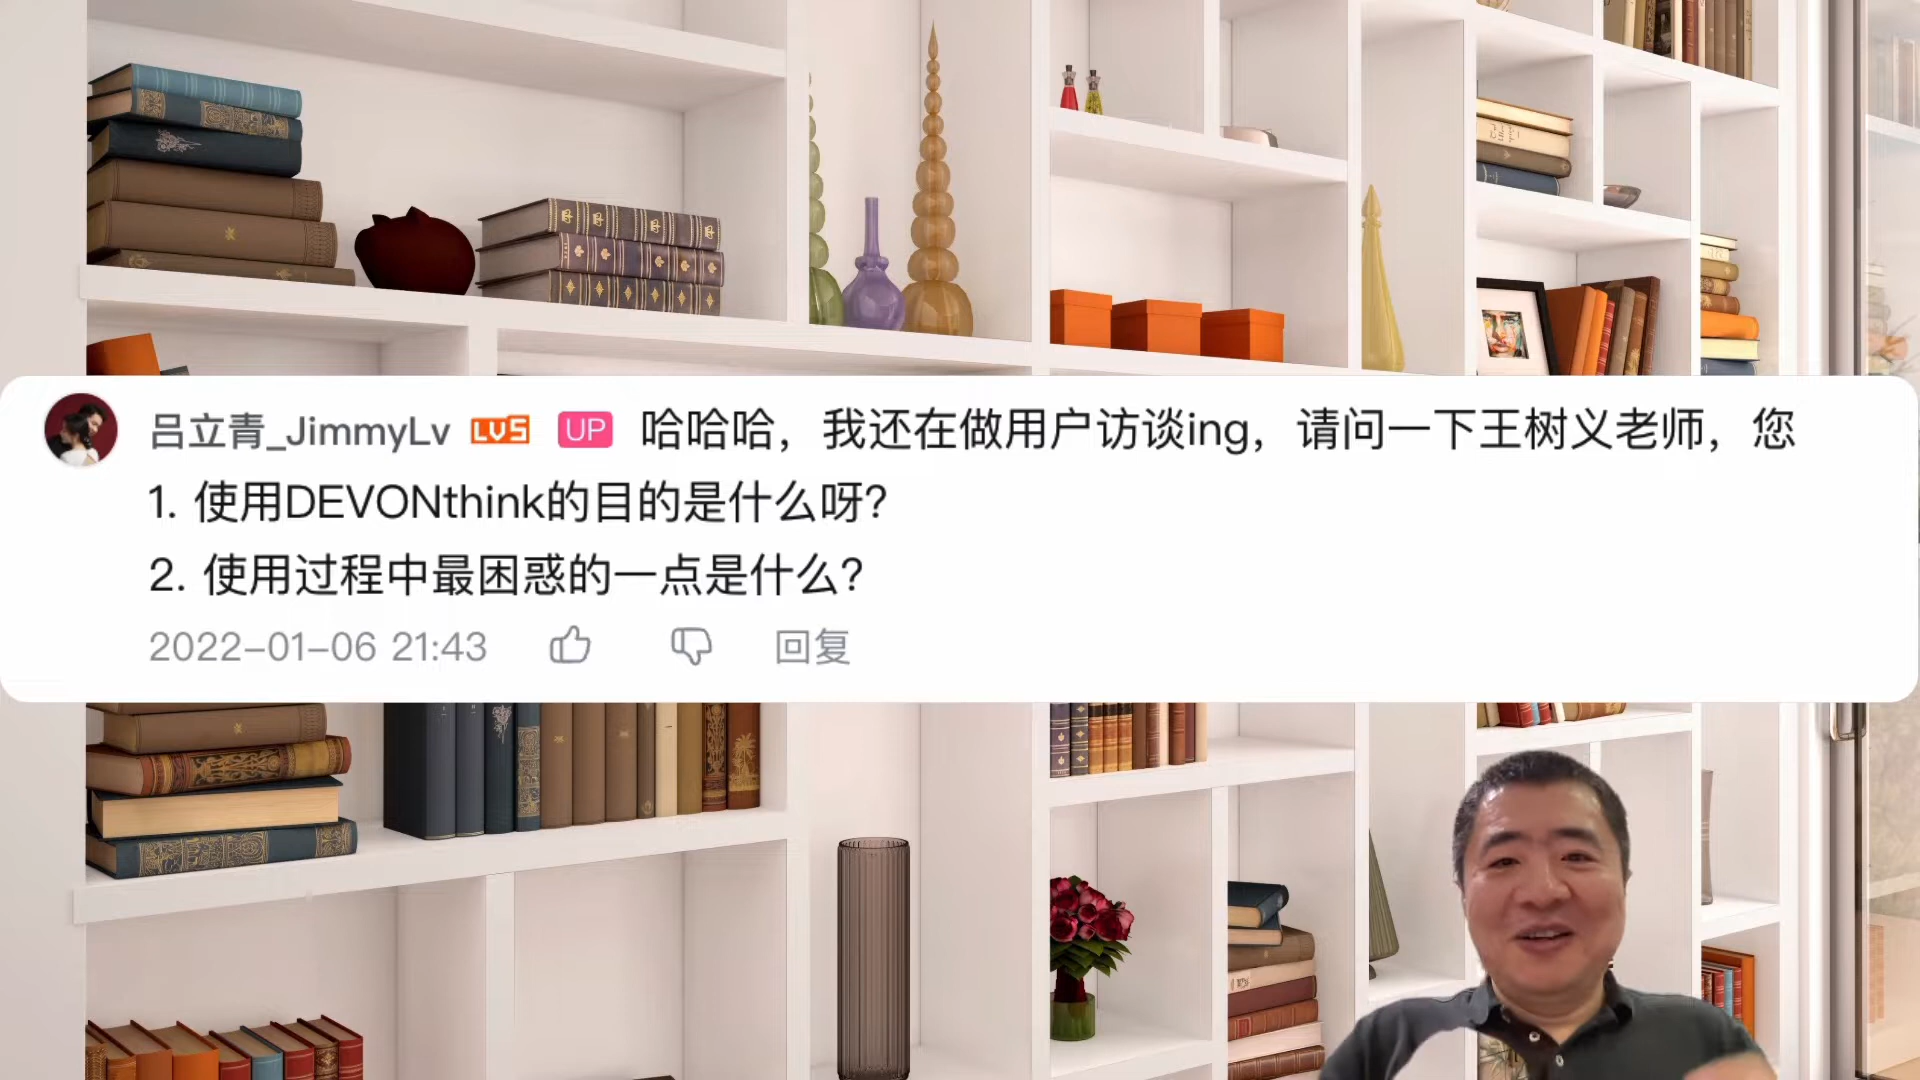 吕立青_JimmyLv LV5 UP 哈哈哈，我还在做用户访谈ing，请问一下王树义老师，您
1. 使用DEVONthink的目的是什么呀？
2. 使用过程中最困惑的一点是什么？
2022-01-06 21:43 回复